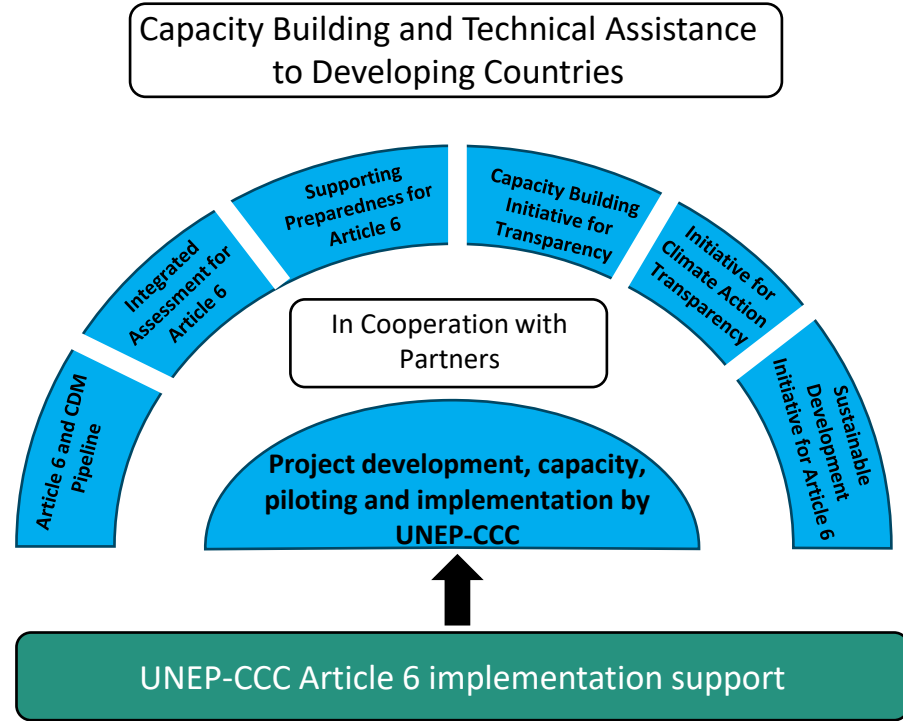 Capacity Building and Technical Assistance
to Developing Countries
Article 6 and CDM
Pipeline
Integrated
Assessment for
Article 6
Supporting
Preparedness for
Article 6
Capacity Building
Initiative for
Transparency
Initiative for
Climate Action
Transparency
Sustainable
Development
Initiative for Article 6
In Cooperation with
Partners
Project development, capacity,
piloting and implementation by
UNEP-CCC
UNEP-CCC Article 6 implementation support